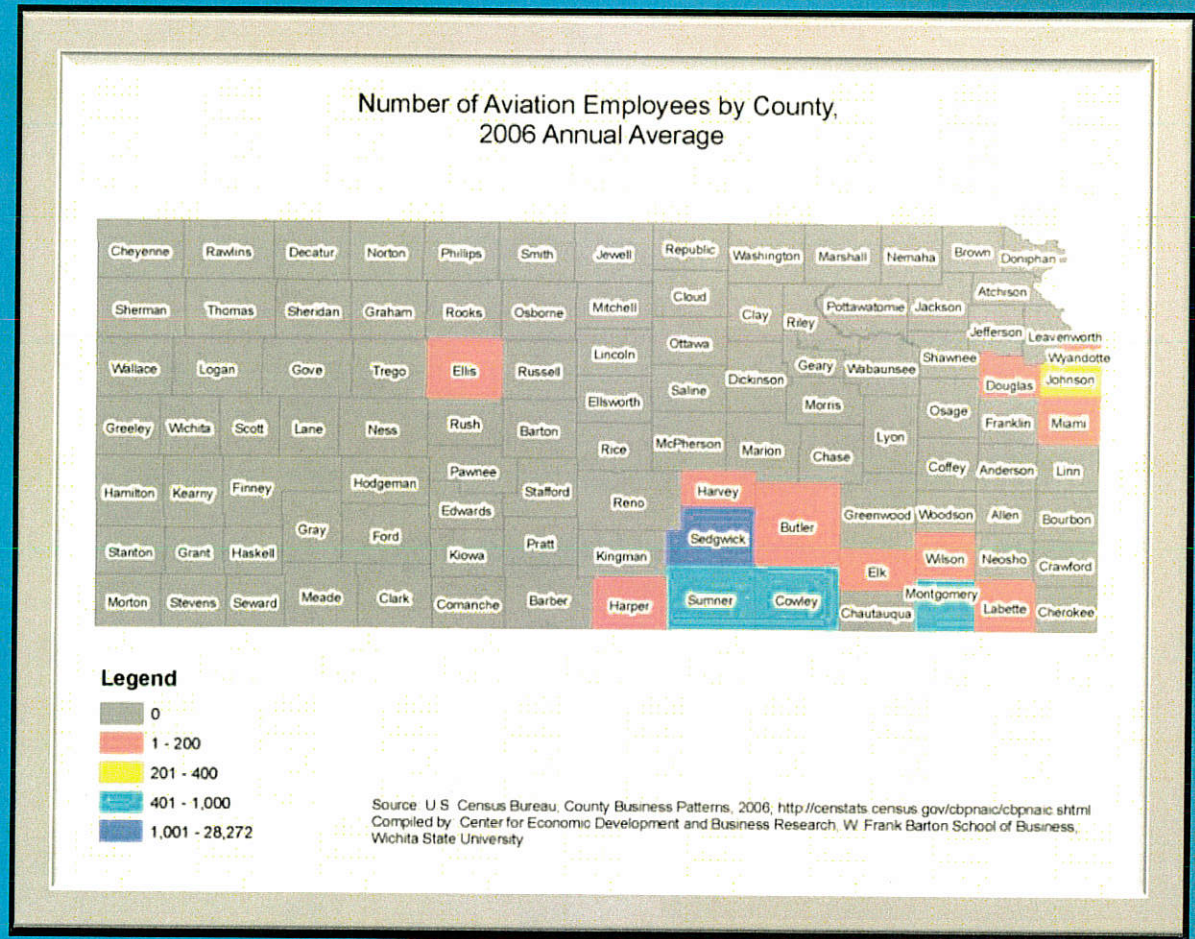 Number of Aviation Employees by County,
2006 Annual Average
Cheyenne Rawlins Decatur Norton Phillips Smith Jewell Republic Washington Marshall Nemaha Brown Doniphan
Sherman Thomas Sheridan Graham Rooks Osborne Mitchell Cloud Clay Riley Pottawatomie Jackson Atchison
Jefferson Leavenworth
Wallace Logan Gove Trego Ellis Russell Lincoln Ottawa Geary Wabaunsee Shawnee Wyandotte
Ellsworth Saline Dickinson Morris Douglas Johnson
Greeley Wichita Scott Lane Ness Rush Barton Rice McPherson Marion Chase Lyon Osage Franklin Miami
Hamilton Kearny Finney Hodgeman Pawnee Stafford Reno Harvey Coffey Anderson Linn
Gray Ford Edwards Sedgwick Butler Greenwood Woodson Allen Bourbon
Stanton Grant Haskell Kiowa Pratt Kingman Elk Wilson Neosho Crawford
Morton Stevens Seward Meade Clark Comanche Barber Harper Sumner Cowley Chautauqua Montgomery Labette Cherokee
Legend
0
1 - 200
201 - 400
401 - 1,000
1,001 - 28,272
Source: U.S. Census Bureau, County Business Patterns, 2006; http://censtats.census.gov/cbpnaic/cbpnaic.shtml
Compiled by: Center for Economic Development and Business Research, W. Frank Barton School of Business,
Wichita State University